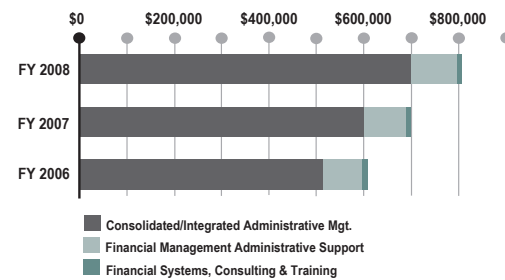 $0 $200,000 $400,000 $600,000 $800,000
FY 2008
FY 2007
FY 2006
Consolidated/Integrated Administrative Mgt.
Financial Management Administrative Support
Financial Systems, Consulting & Training